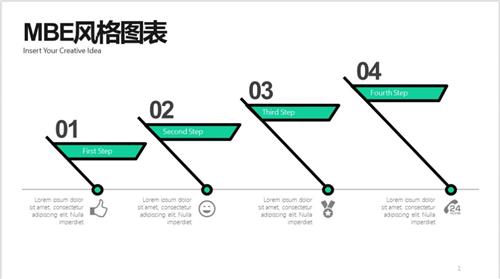 MBE风格图表
Insert Your Creative Idea
01
First Step
02
Second Step
03
Third Step
04
Fourth Step
Lorem ipsum dolor
sit amet, consectetur
adipiscing elit. Nulla
imperdiet
Lorem ipsum dolor
sit amet, consectetur
adipiscing elit. Nulla
imperdiet
Lorem ipsum dolor
sit amet, consectetur
adipiscing elit. Nulla
imperdiet
Lorem ipsum dolor
sit amet, consectetur
adipiscing elit. Nulla
imperdiet
24
1